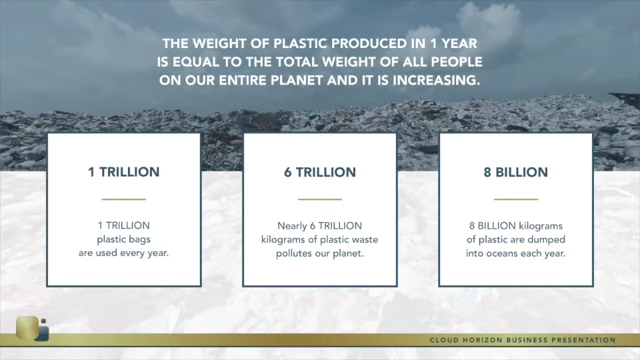 THE WEIGHT OF PLASTIC PRODUCED IN 1 YEAR
IS EQUAL TO THE TOTAL WEIGHT OF ALL PEOPLE
ON OUR ENTIRE PLANET AND IT IS INCREASING.
1 TRILLION
1 TRILLION
plastic bags
are used every year.
6 TRILLION
Nearly 6 TRILLION
kilograms of plastic waste
pollutes our planet.
8 BILLION
8 BILLION kilograms
of plastic are dumped
into oceans each year.
CLOUD HORIZON BUSINESS PRESENTATION